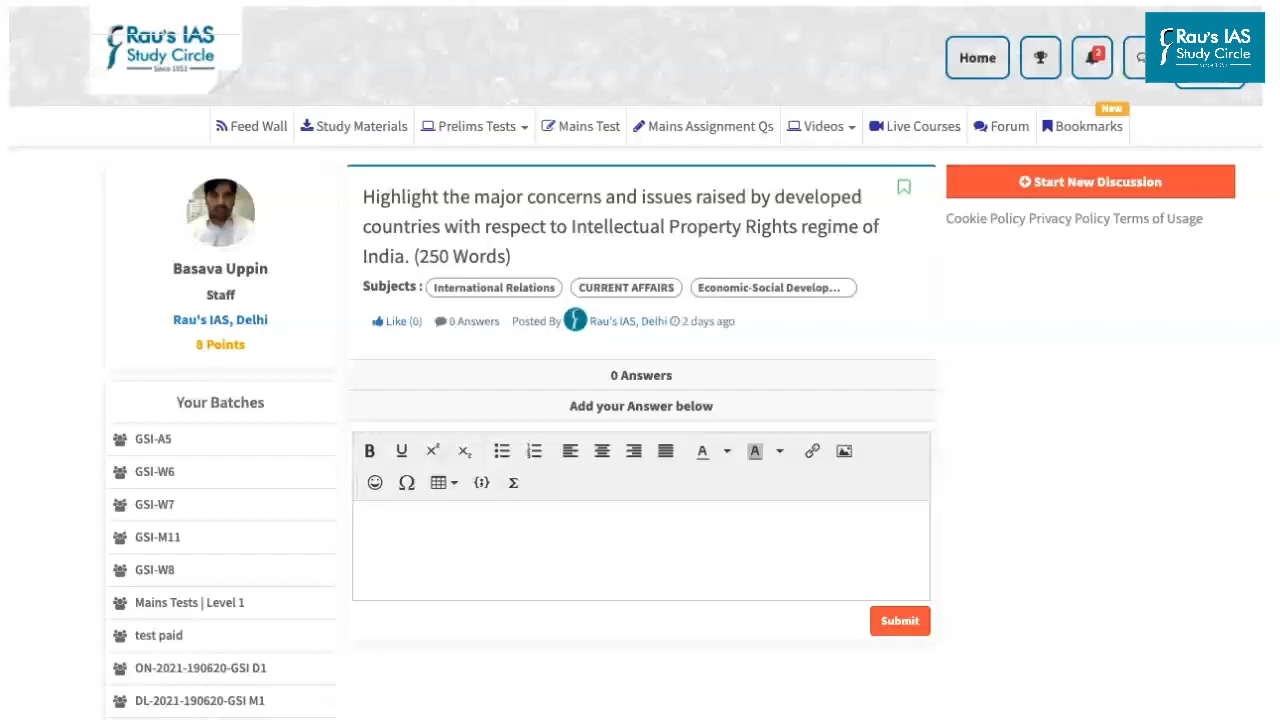 Rau's IAS
Study Circle
Since 1953
Home
2
Rau's IAS
Study Circle
New
Feed Wall
Study Materials
Prelims Tests
Mains Test
Mains Assignment Qs
Videos
Live Courses
Forum
Bookmarks
Basava Uppin
Staff
Rau's IAS, Delhi
8 Points
Your Batches
GSI-A5
GSI-W6
GSI-W7
GSI-M11
GSI-W8
Mains Tests | Level 1
test paid
ON-2021-190620-GSI D1
DL-2021-190620-GSI M1
Highlight the major concerns and issues raised by developed
countries with respect to Intellectual Property Rights regime of
India. (250 Words)
Subjects : International Relations CURRENT AFFAIRS Economic-Social Develop...
Like (0) 0 Answers Posted By Rau's IAS, Delhi 2 days ago
0 Answers
Add your Answer below
B U X² X₂ A A
Ω {;} Σ
Submit
Start New Discussion
Cookie Policy Privacy Policy Terms of Usage